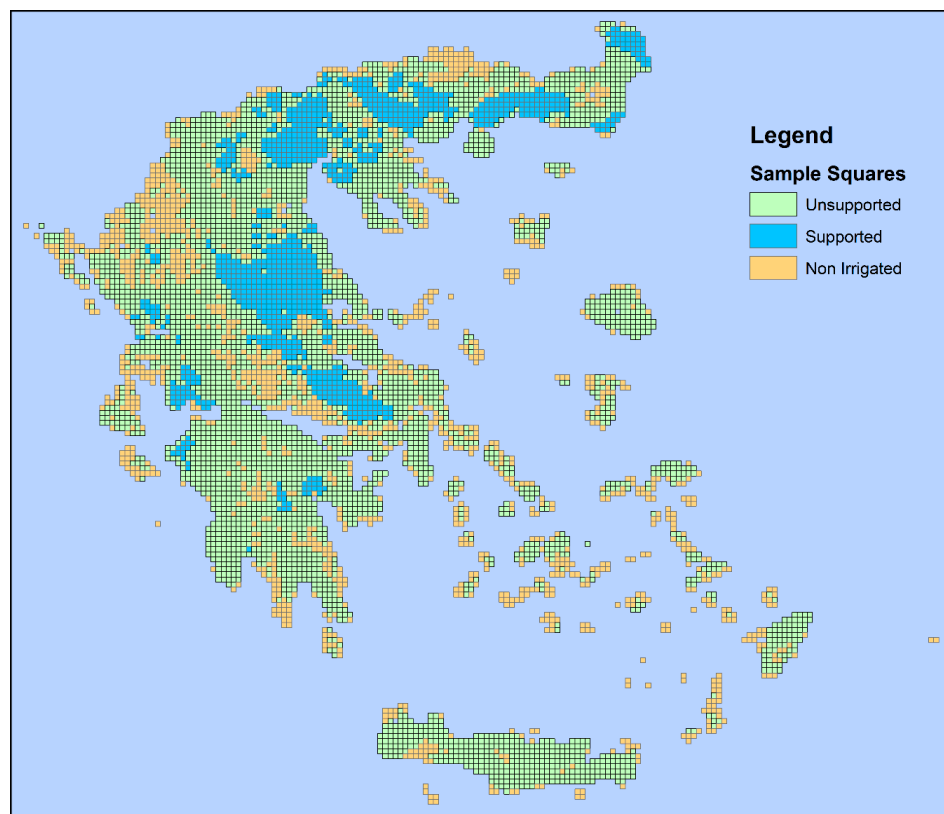 Legend
Sample Squares
Unsupported
Supported
Non Irrigated